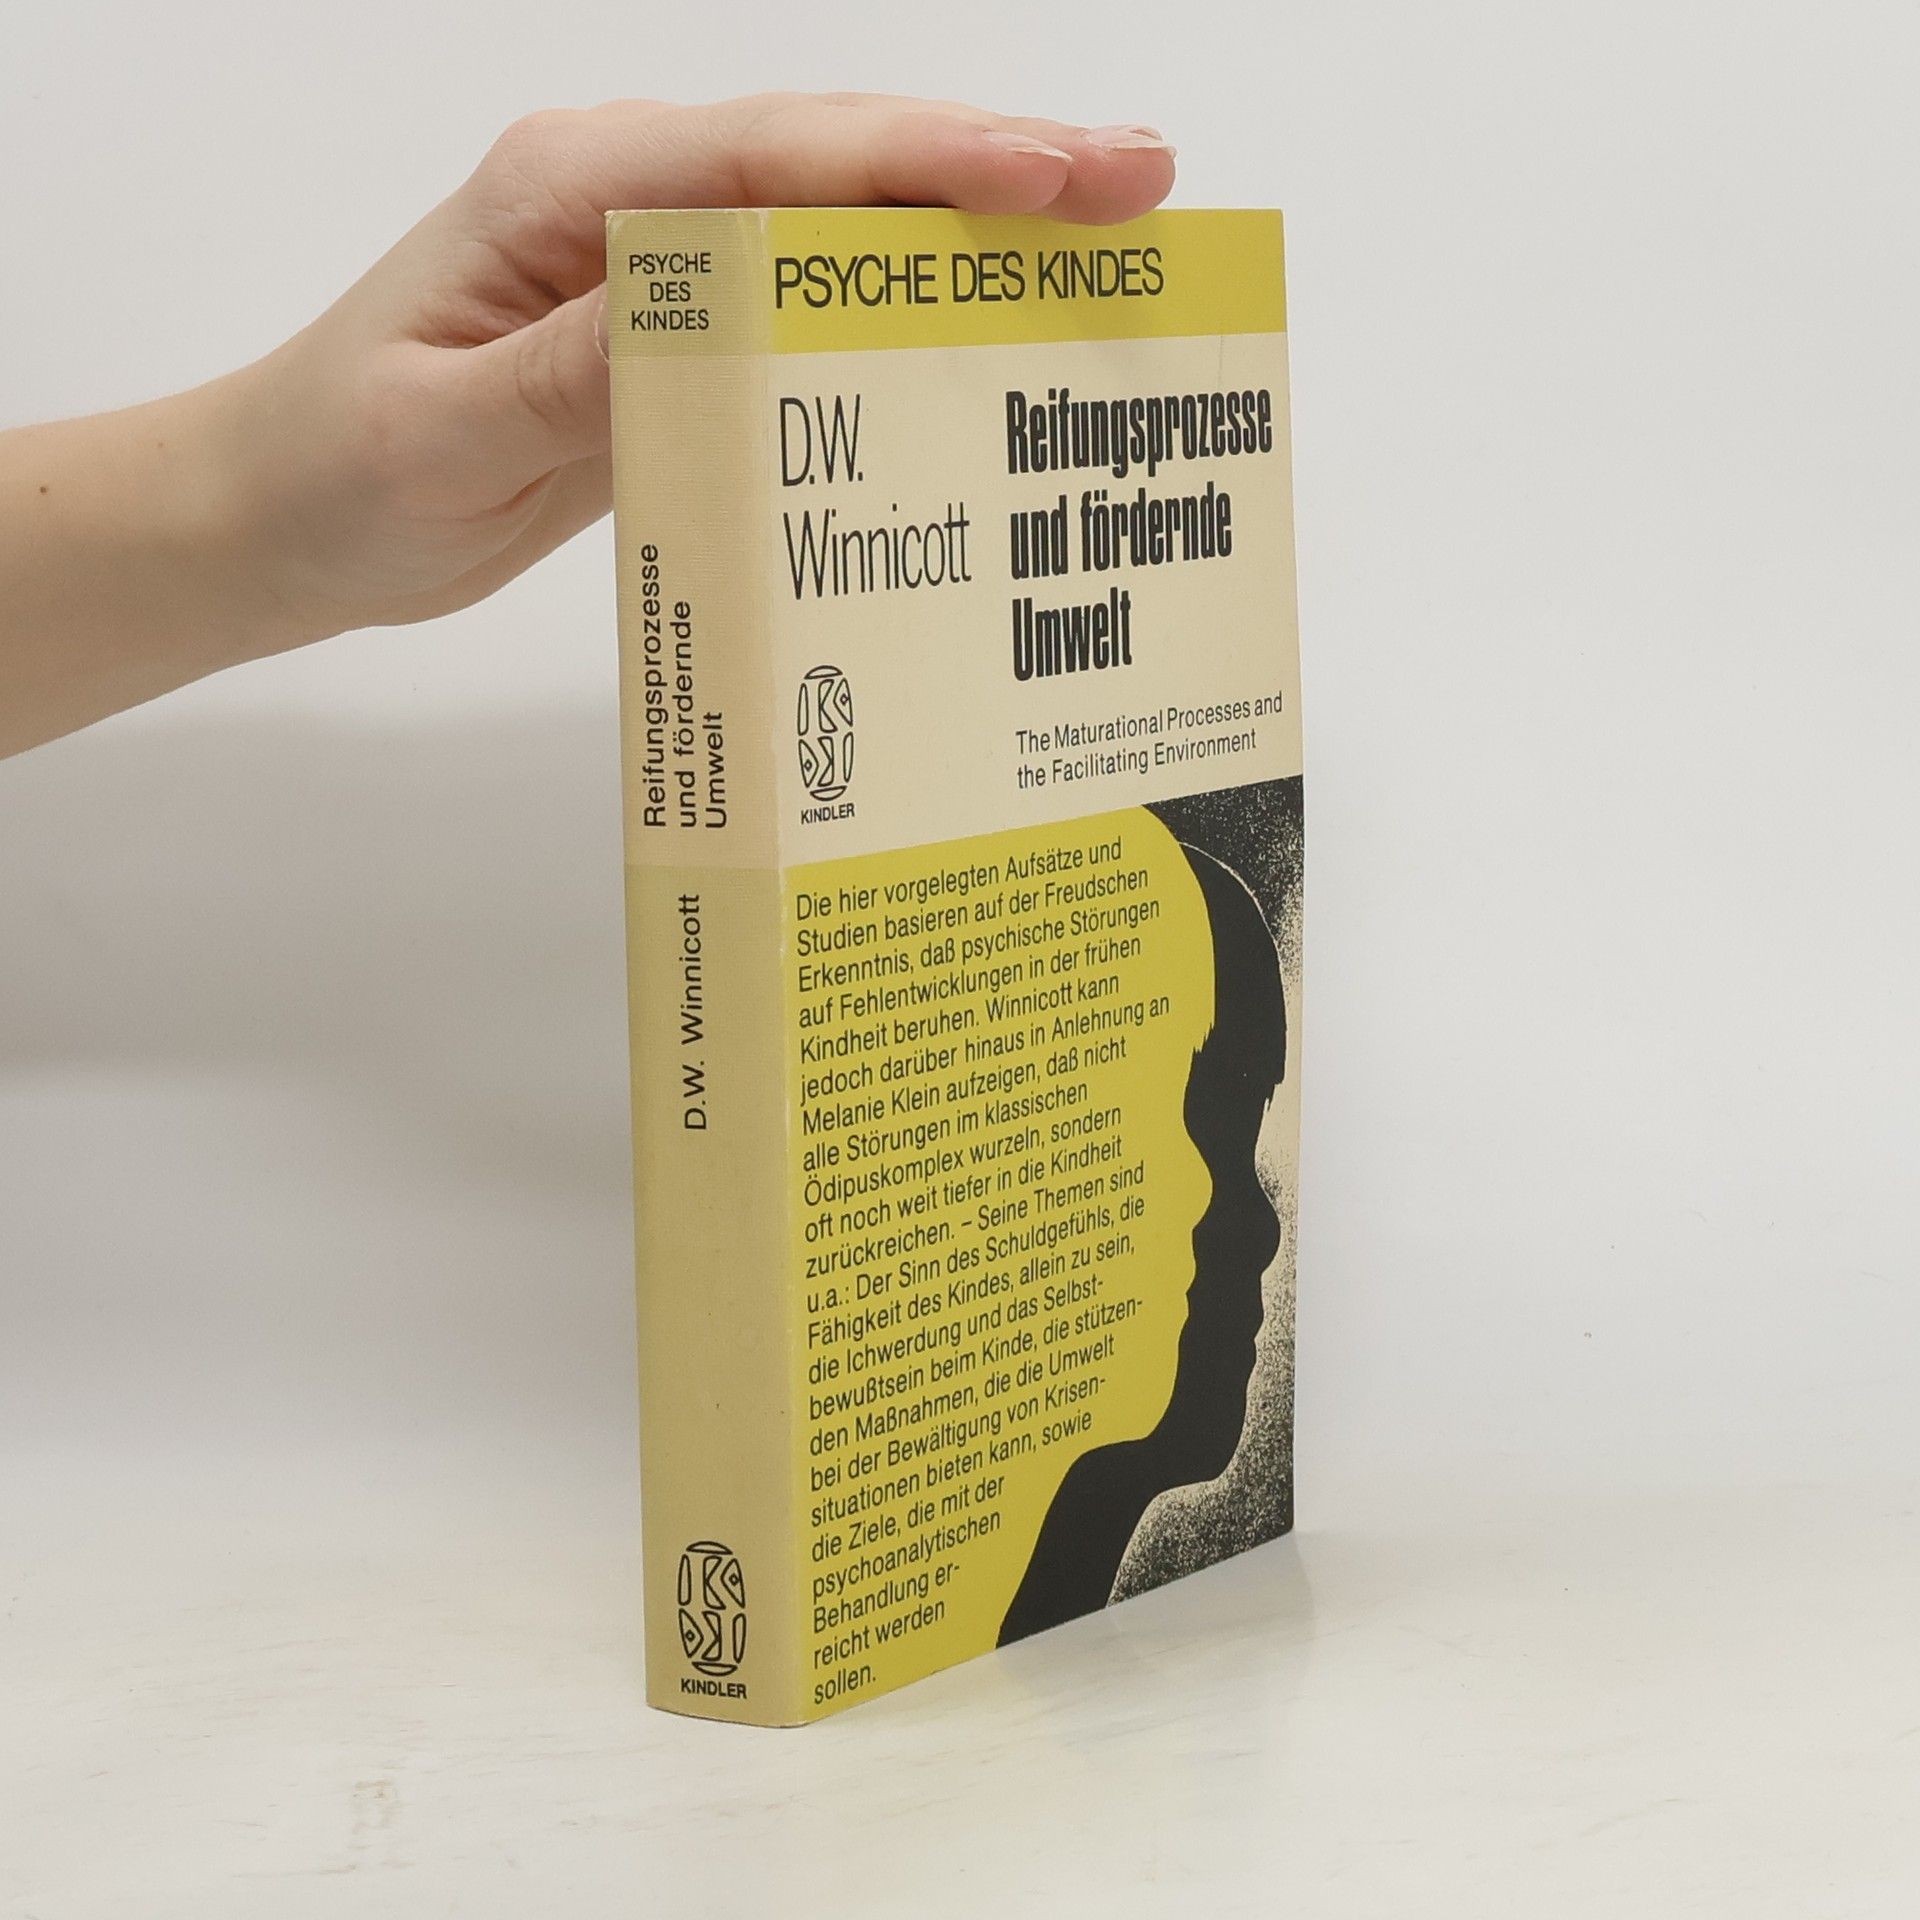 PSYCHE
DES
KINDES
Reifungsprozesse
und fördernde
Umwelt
D.W. Winnicott
KINDLER
PSYCHE DES KINDES
D.W.
Winnicott
Reifungsprozesse
und fördernde
Umwelt
The Maturational Processes and
the Facilitating Environment
KINDLER
Die hier vorgelegten Aufsätze und
Studien basieren auf der Freudschen
Erkenntnis, daß psychische Störungen
auf Fehlentwicklungen in der frühen
Kindheit beruhen. Winnicott kann
jedoch darüber hinaus in Anlehnung an
Melanie Klein aufzeigen, daß nicht
alle Störungen im klassischen
Ödipuskomplex wurzeln, sondern
oft noch weit tiefer in die Kindheit
zurückreichen. – Seine Themen sind
u.a.: Der Sinn des Schuldgefühls, die
Fähigkeit des Kindes, allein zu sein,
die Ichwerdung und das Selbst-
bewußtsein beim Kinde, die stützen-
den Maßnahmen, die die Umwelt
bei der Bewältigung von Krisen-
situationen bieten kann, sowie
die Ziele, die mit der
psychoanalytischen
Behandlung er-
reicht werden
sollen.